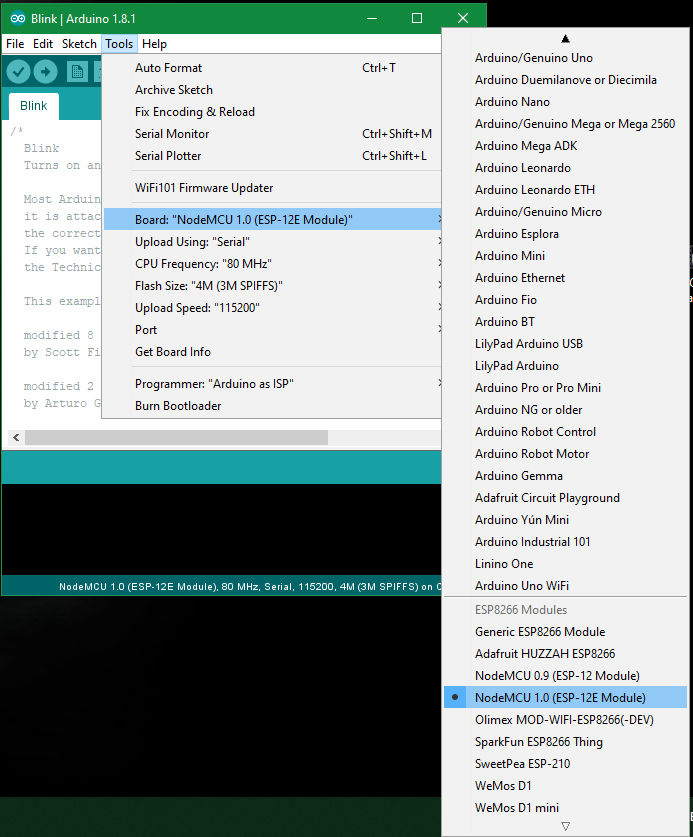 Blink | Arduino 1.8.1
File Edit Sketch Tools Help
Blink
/*
Blink
Turns on an
Most Arduin
it is attac
the correct
If you want
the Technic
This exampl
modified 8
by Scott Fi
modified 2
by Arturo G
Auto Format Ctrl+T
Archive Sketch
Fix Encoding & Reload
Serial Monitor Ctrl+Shift+M
Serial Plotter Ctrl+Shift+L
WiFi101 Firmware Updater
Board: "NodeMCU 1.0 (ESP-12E Module)"
Upload Using: "Serial"
CPU Frequency: "80 MHz"
Flash Size: "4M (3M SPIFFS)"
Upload Speed: "115200"
Port
Get Board Info
Programmer: "Arduino as ISP"
Burn Bootloader
NodeMCU 1.0 (ESP-12E Module), 80 MHz, Serial, 115200, 4M (3M SPIFFS) on
Arduino/Genuino Uno
Arduino Duemilanove or Diecimila
Arduino Nano
Arduino/Genuino Mega or Mega 2560
Arduino Mega ADK
Arduino Leonardo
Arduino Leonardo ETH
Arduino/Genuino Micro
Arduino Esplora
Arduino Mini
Arduino Ethernet
Arduino Fio
Arduino BT
LilyPad Arduino USB
LilyPad Arduino
Arduino Pro or Pro Mini
Arduino NG or older
Arduino Robot Control
Arduino Robot Motor
Arduino Gemma
Adafruit Circuit Playground
Arduino Yún Mini
Arduino Industrial 101
Linino One
Arduino Uno WiFi
ESP8266 Modules
Generic ESP8266 Module
Adafruit HUZZAH ESP8266
NodeMCU 0.9 (ESP-12 Module)
NodeMCU 1.0 (ESP-12E Module)
Olimex MOD-WIFI-ESP8266(-DEV)
SparkFun ESP8266 Thing
SweetPea ESP-210
WeMos D1
WeMos D1 mini